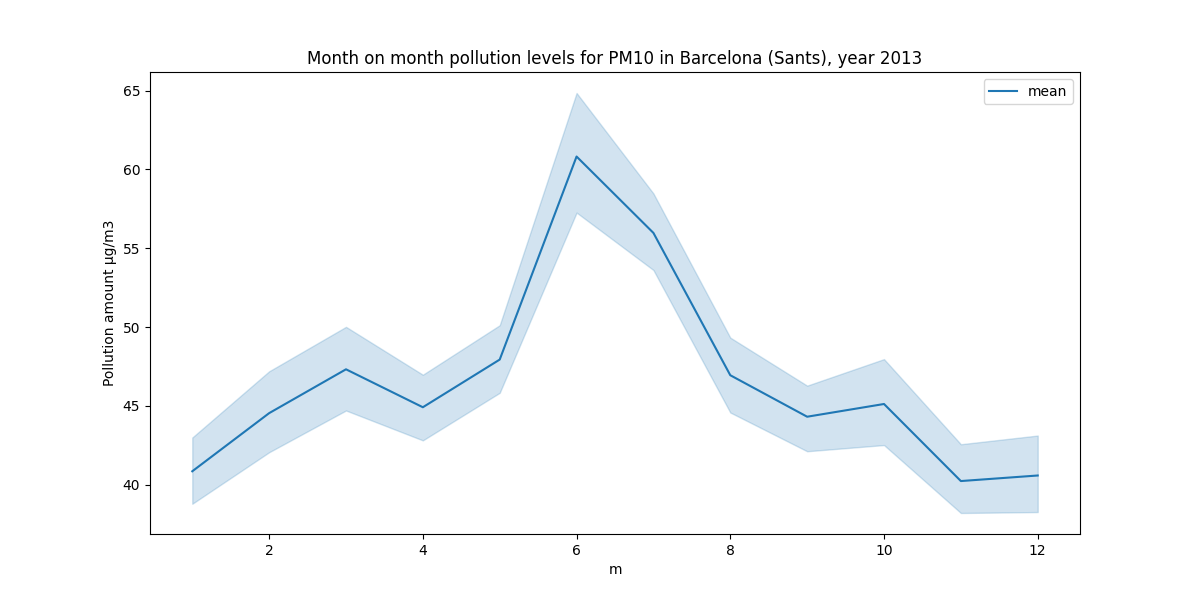 Month on month pollution levels for PM10 in Barcelona (Sants), year 2013
mean
Pollution amount µg/m3
65
60
55
50
45
40
2 4 6 8 10 12
m